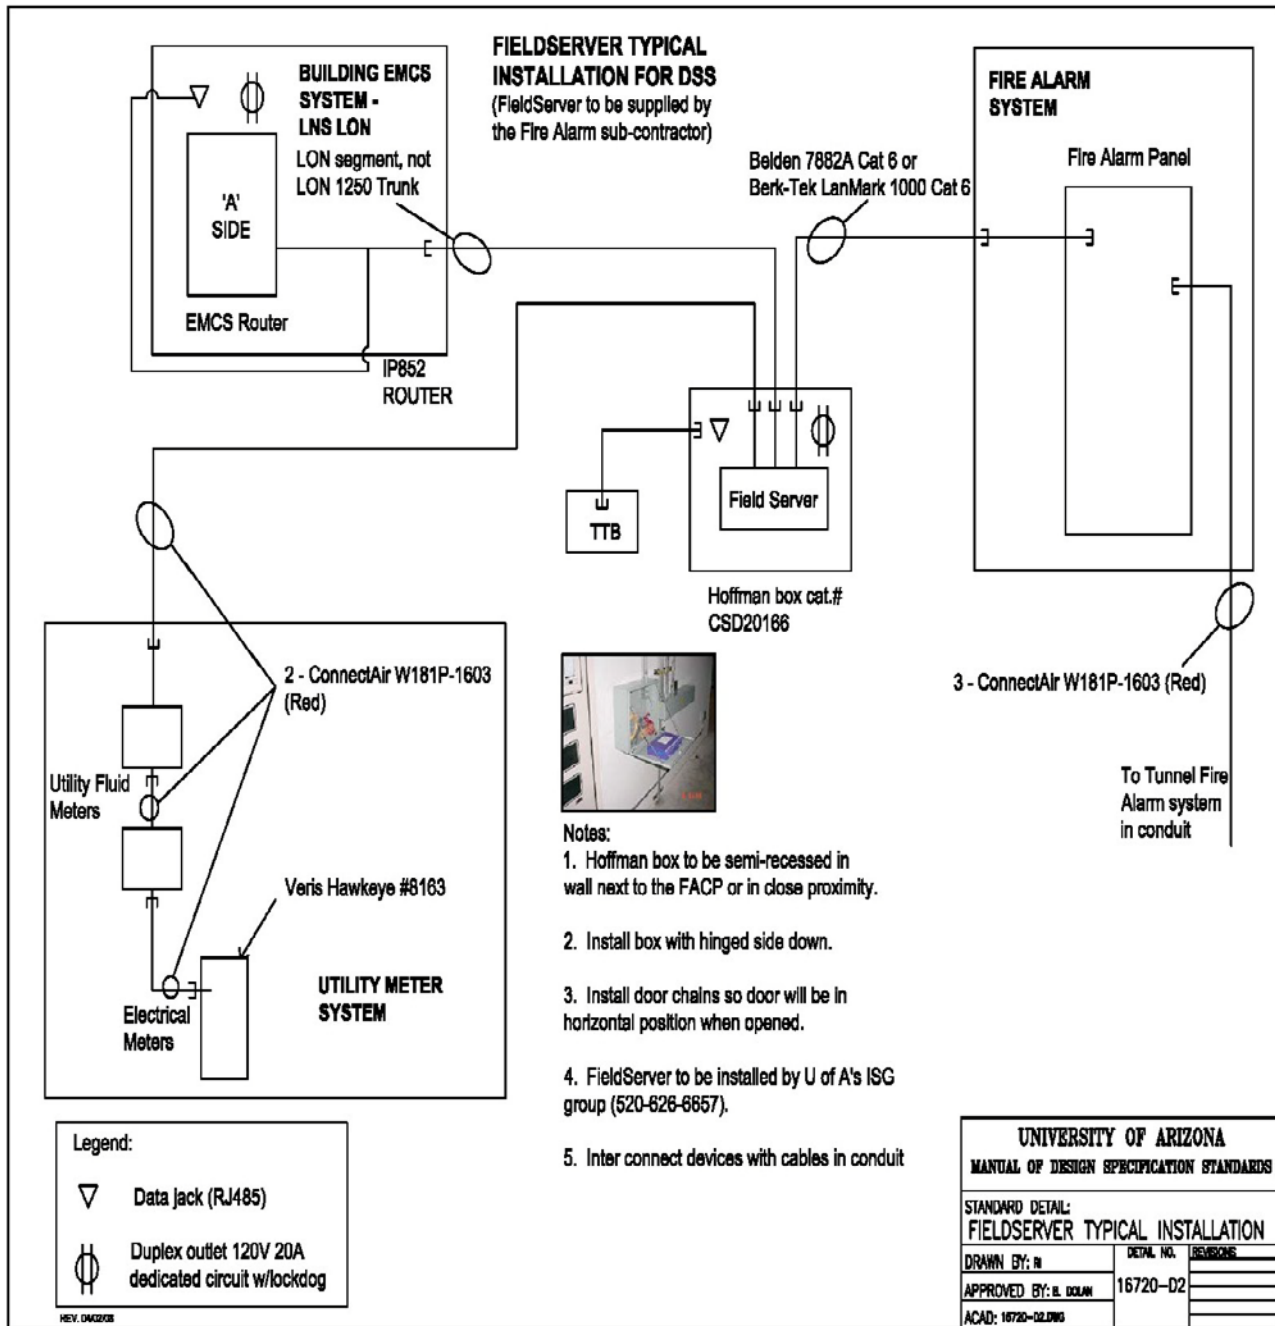 FIELDSERVER TYPICAL
INSTALLATION FOR DSS
(FieldServer to be supplied by
the Fire Alarm sub-contractor)
BUILDING EMCS
SYSTEM -
LNS LON
LON segment, not
LON 1250 Trunk
'A'
SIDE
EMCS Router
IP852
ROUTER
FIRE ALARM
SYSTEM
Fire Alarm Panel
Belden 7882A Cat 6 or
Berk-Tek LanMark 1000 Cat 6
Field Server
TTB
Hoffman box cat.#
CSD20166
2 - ConnectAir W181P-1603
(Red)
3 - ConnectAir W181P-1603 (Red)
To Tunnel Fire
Alarm system
in conduit
Utility Fluid
Meters
Veris Hawkeye #8163
UTILITY METER
SYSTEM
Electrical
Meters
Notes:
1. Hoffman box to be semi-recessed in
wall next to the FACP or in close proximity.
2. Install box with hinged side down.
3. Install door chains so door will be in
horizontal position when opened.
4. FieldServer to be installed by U of A's ISG
group (520-626-6657).
5. Inter connect devices with cables in conduit
Legend:
Data jack (RJ485)
Duplex outlet 120V 20A
dedicated circuit w/lockdog
UNIVERSITY OF ARIZONA
MANUAL OF DESIGN SPECIFICATION STANDARDS
STANDARD DETAIL:
FIELDSERVER TYPICAL INSTALLATION
DRAWN BY: RI
APPROVED BY: E. DOLAN
ACAD: 16720-D2.DWG
DETAIL NO.
16720-D2
REVISIONS
REV.